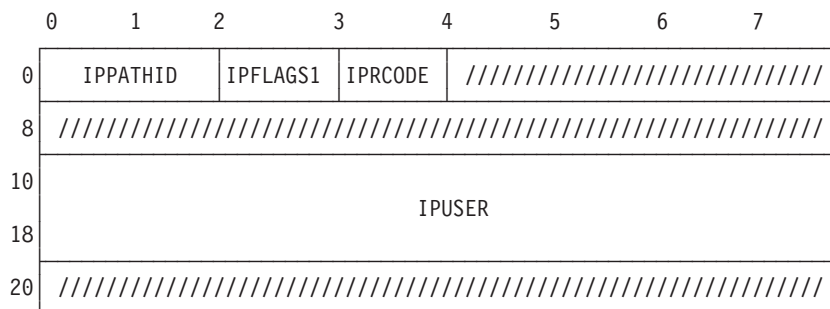 0 1 2 3 4 5 6 7
0 IPPATHID IPFLAGS1 IPRCODE //////////////////////////////
8 ////////////////////////////////////////////////////////////////
10
IPUSER
18
20 ////////////////////////////////////////////////////////////////